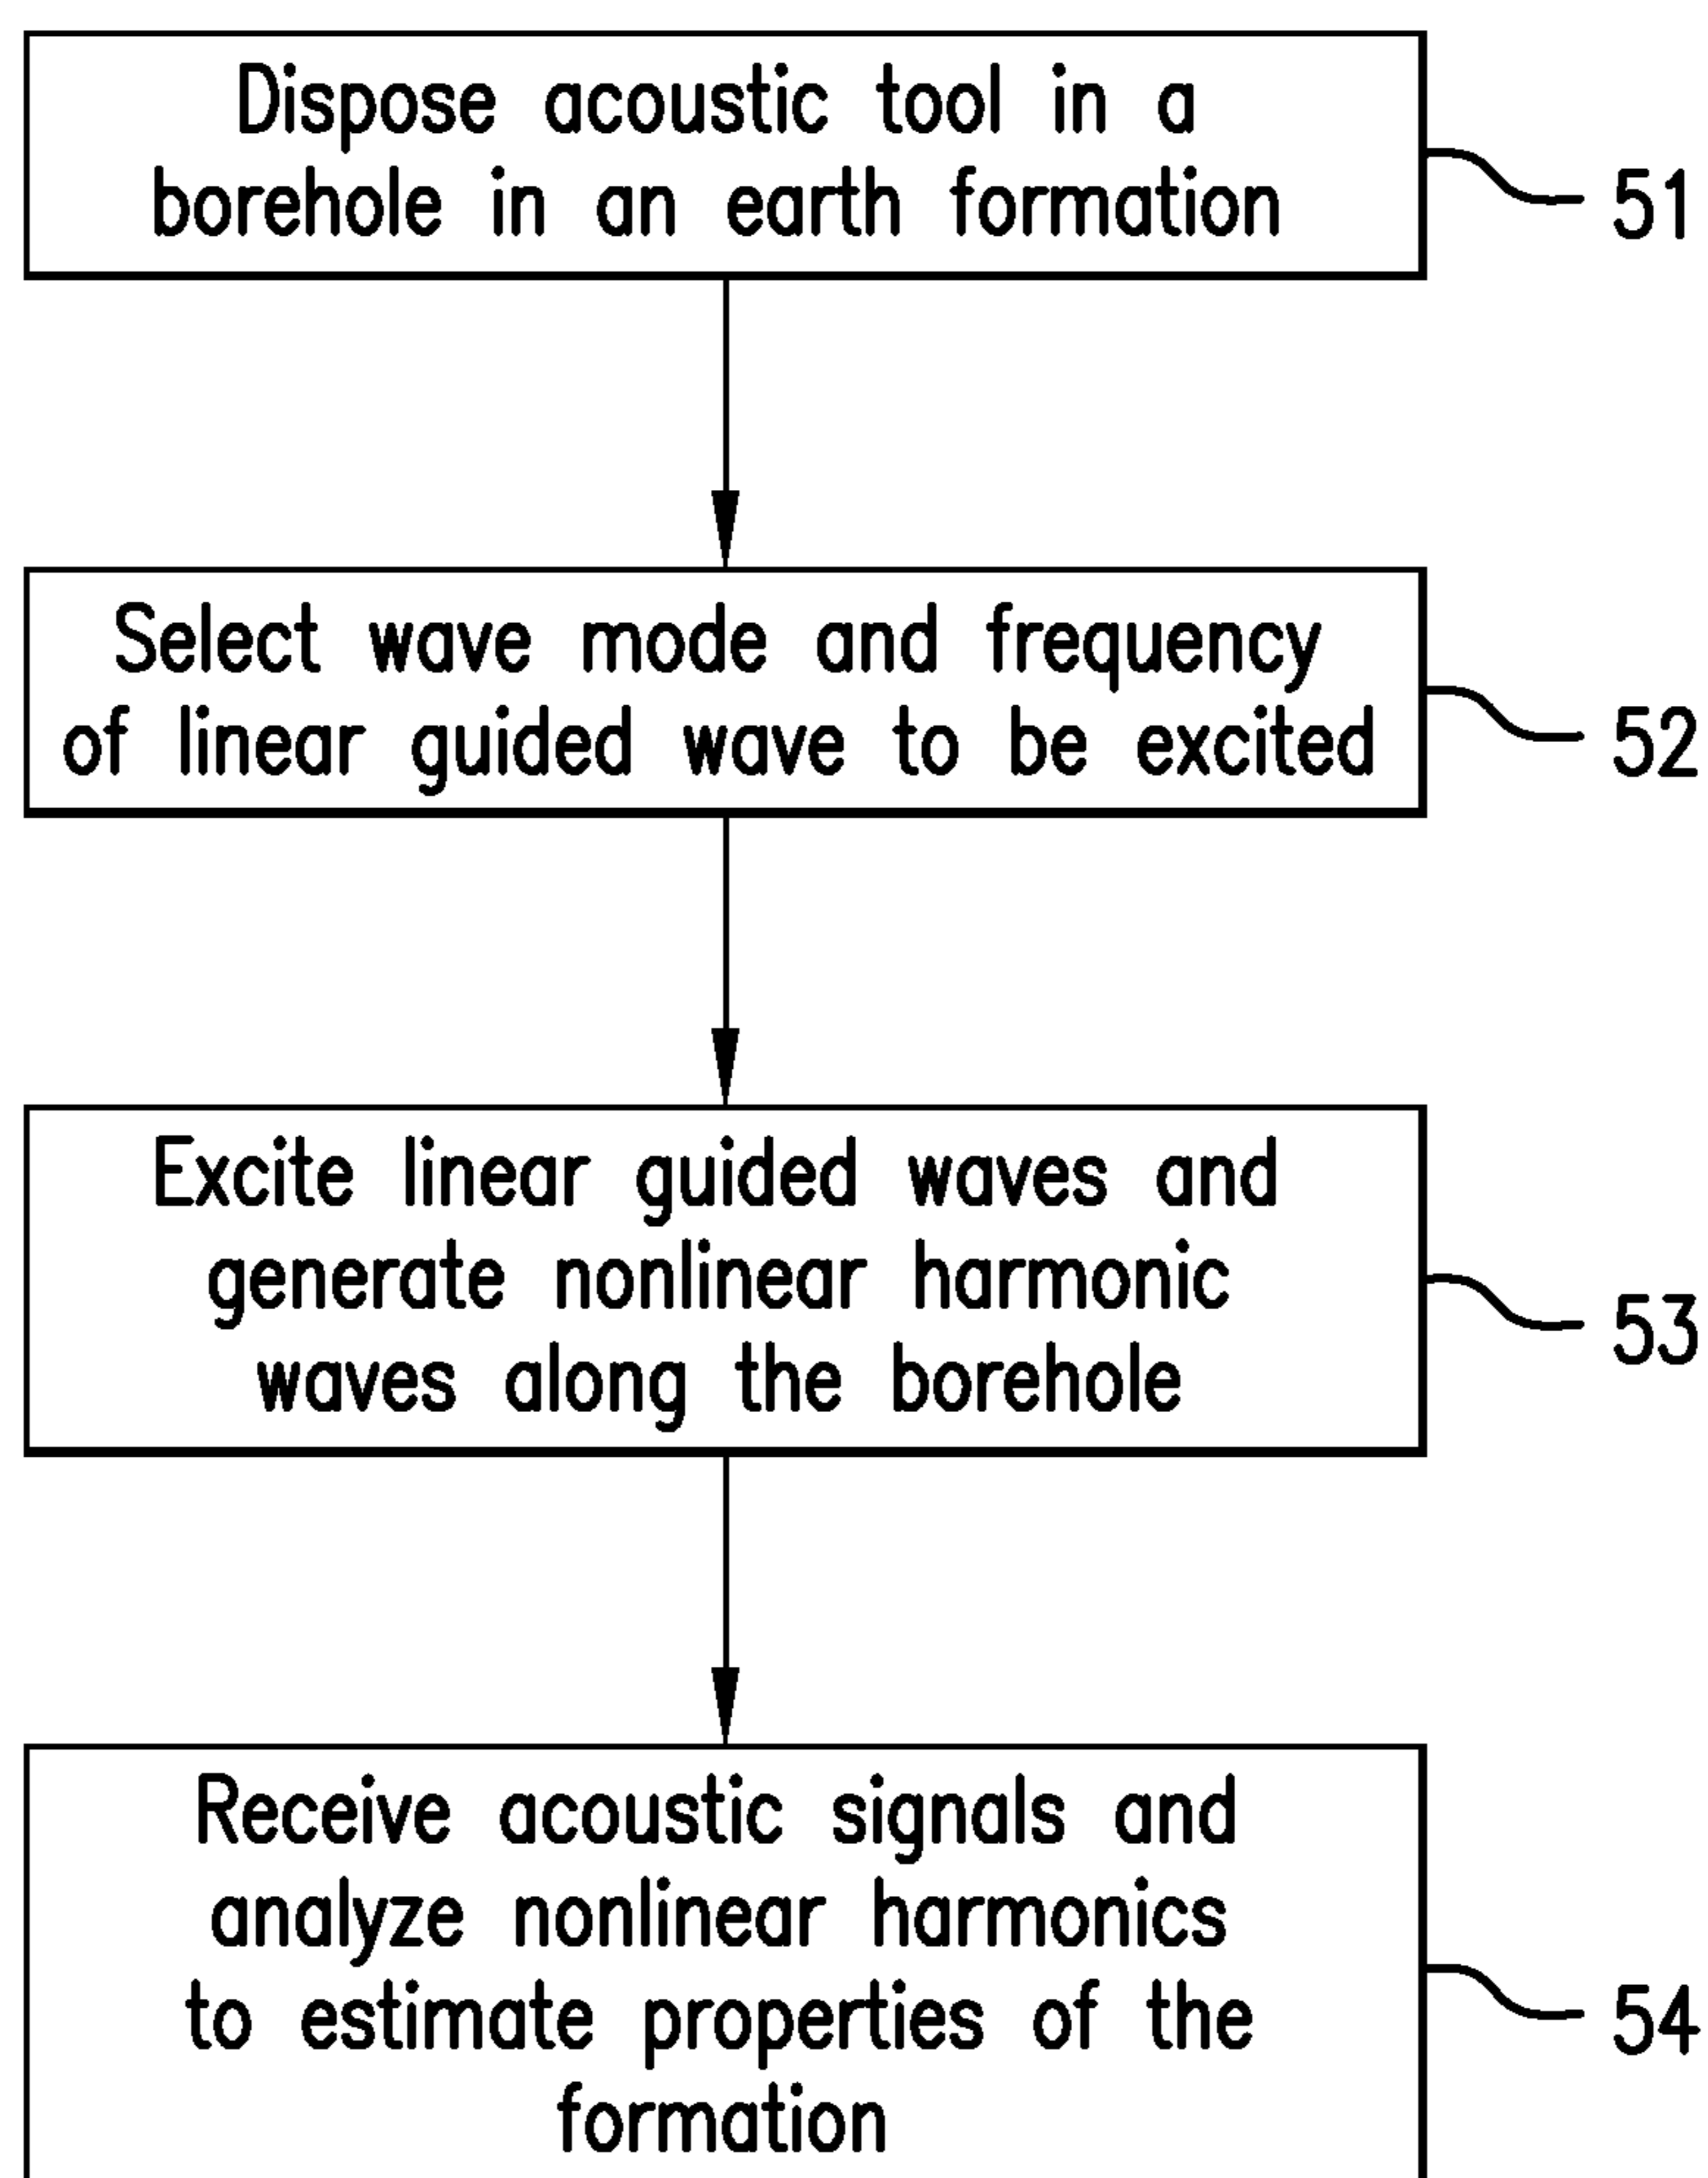 Dispose acoustic tool in a
borehole in an earth formation
51
Select wave mode and frequency
of linear guided wave to be excited
52
Excite linear guided waves and
generate nonlinear harmonic
waves along the borehole
53
Receive acoustic signals and
analyze nonlinear harmonics
to estimate properties of the
formation
54